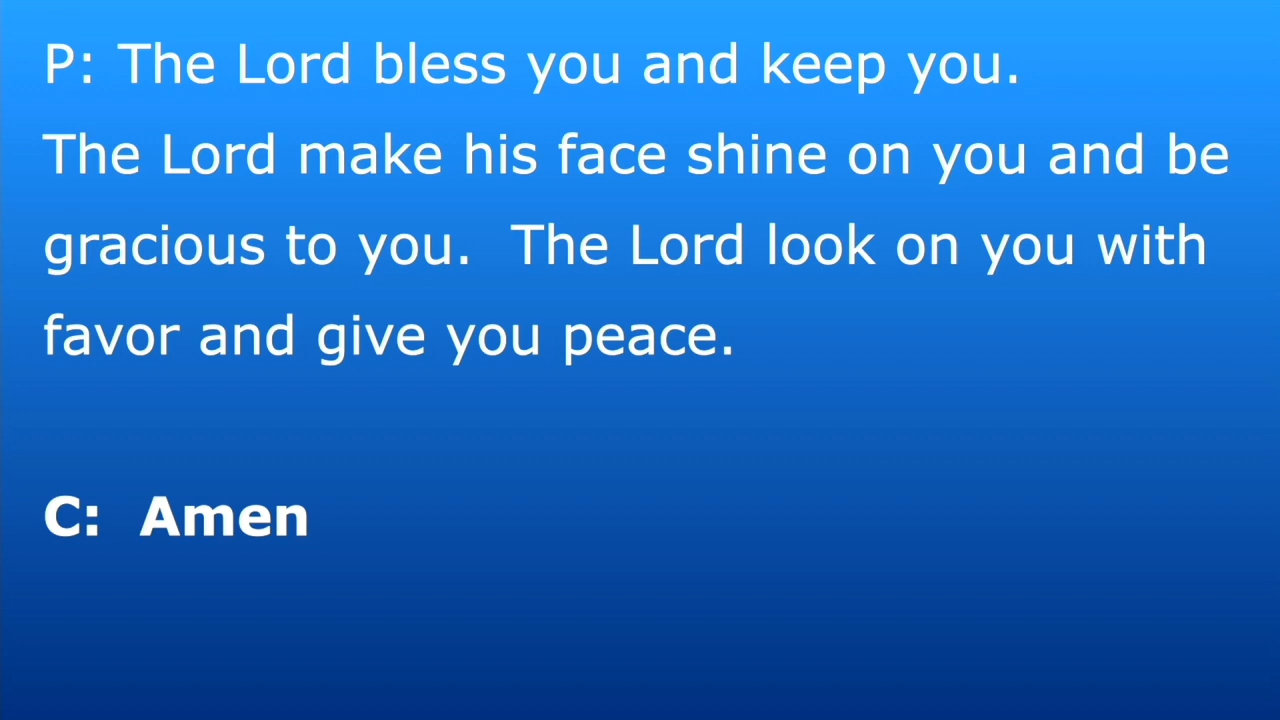 P: The Lord bless you and keep you.
The Lord make his face shine on you and be
gracious to you.  The Lord look on you with
favor and give you peace.
C:  Amen